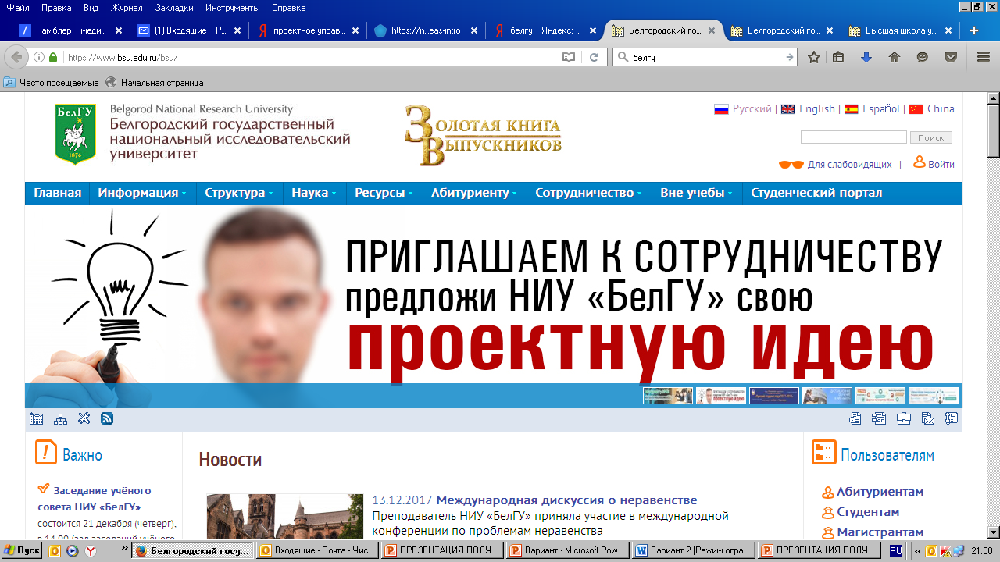 Файл Правка Вид Журнал Закладки Инструменты Справка
Рамблер – меди... (1) Входящие – Р... проектное управ... https://n...eas-intro белгу – Яндекс: ... Белгородский го... Белгородский го... Высшая школа у...
https://www.bsu.edu.ru/bsu/ белгу
Часто посещаемые Начальная страница
БелГУ
1876
Belgorod National Research University
Белгородский государственный
национальный исследовательский
университет
ЗОЛОТАЯ КНИГА
ВЫПУСКНИКОВ
Русский | English | Español | China
Поиск
Для слабовидящих | Войти
Главная Информация Структура Наука Ресурсы Абитуриенту Сотрудничество Вне учебы Студенческий портал
ПРИГЛАШАЕМ К СОТРУДНИЧЕСТВУ
предложи НИУ «БелГУ» свою
проектную идею
Важно
Заседание учёного
совета НИУ «БелГУ»
состоится 21 декабря (четверг),
в 14.00 (зал заседаний учёного
Новости
13.12.2017 Международная дискуссия о неравенстве
Преподаватель НИУ «БелГУ» приняла участие в международной
конференции по проблемам неравенства
Пользователям
Абитуриентам
Студентам
Магистрантам
Пуск » Белгородский госу... Входящие - Почта - Чис... ПРЕЗЕНТАЦИЯ ПОЛУ... Вариант - Microsoft Pow... Вариант 2 [Режим огра... ПРЕЗЕНТАЦИЯ ПОЛУ... RU « 21:00